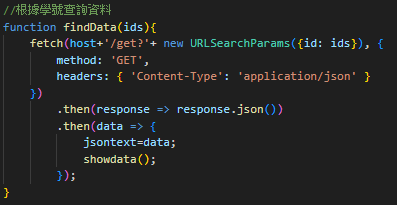 //根據學號查詢資料
function findData(ids){
    fetch(host+'/get?'+ new URLSearchParams({id: ids}), {
        method: 'GET',
        headers: { 'Content-Type': 'application/json' }
    })
        .then(response => response.json())
        .then(data => {
            jsontext=data;
            showdata();
        });
}